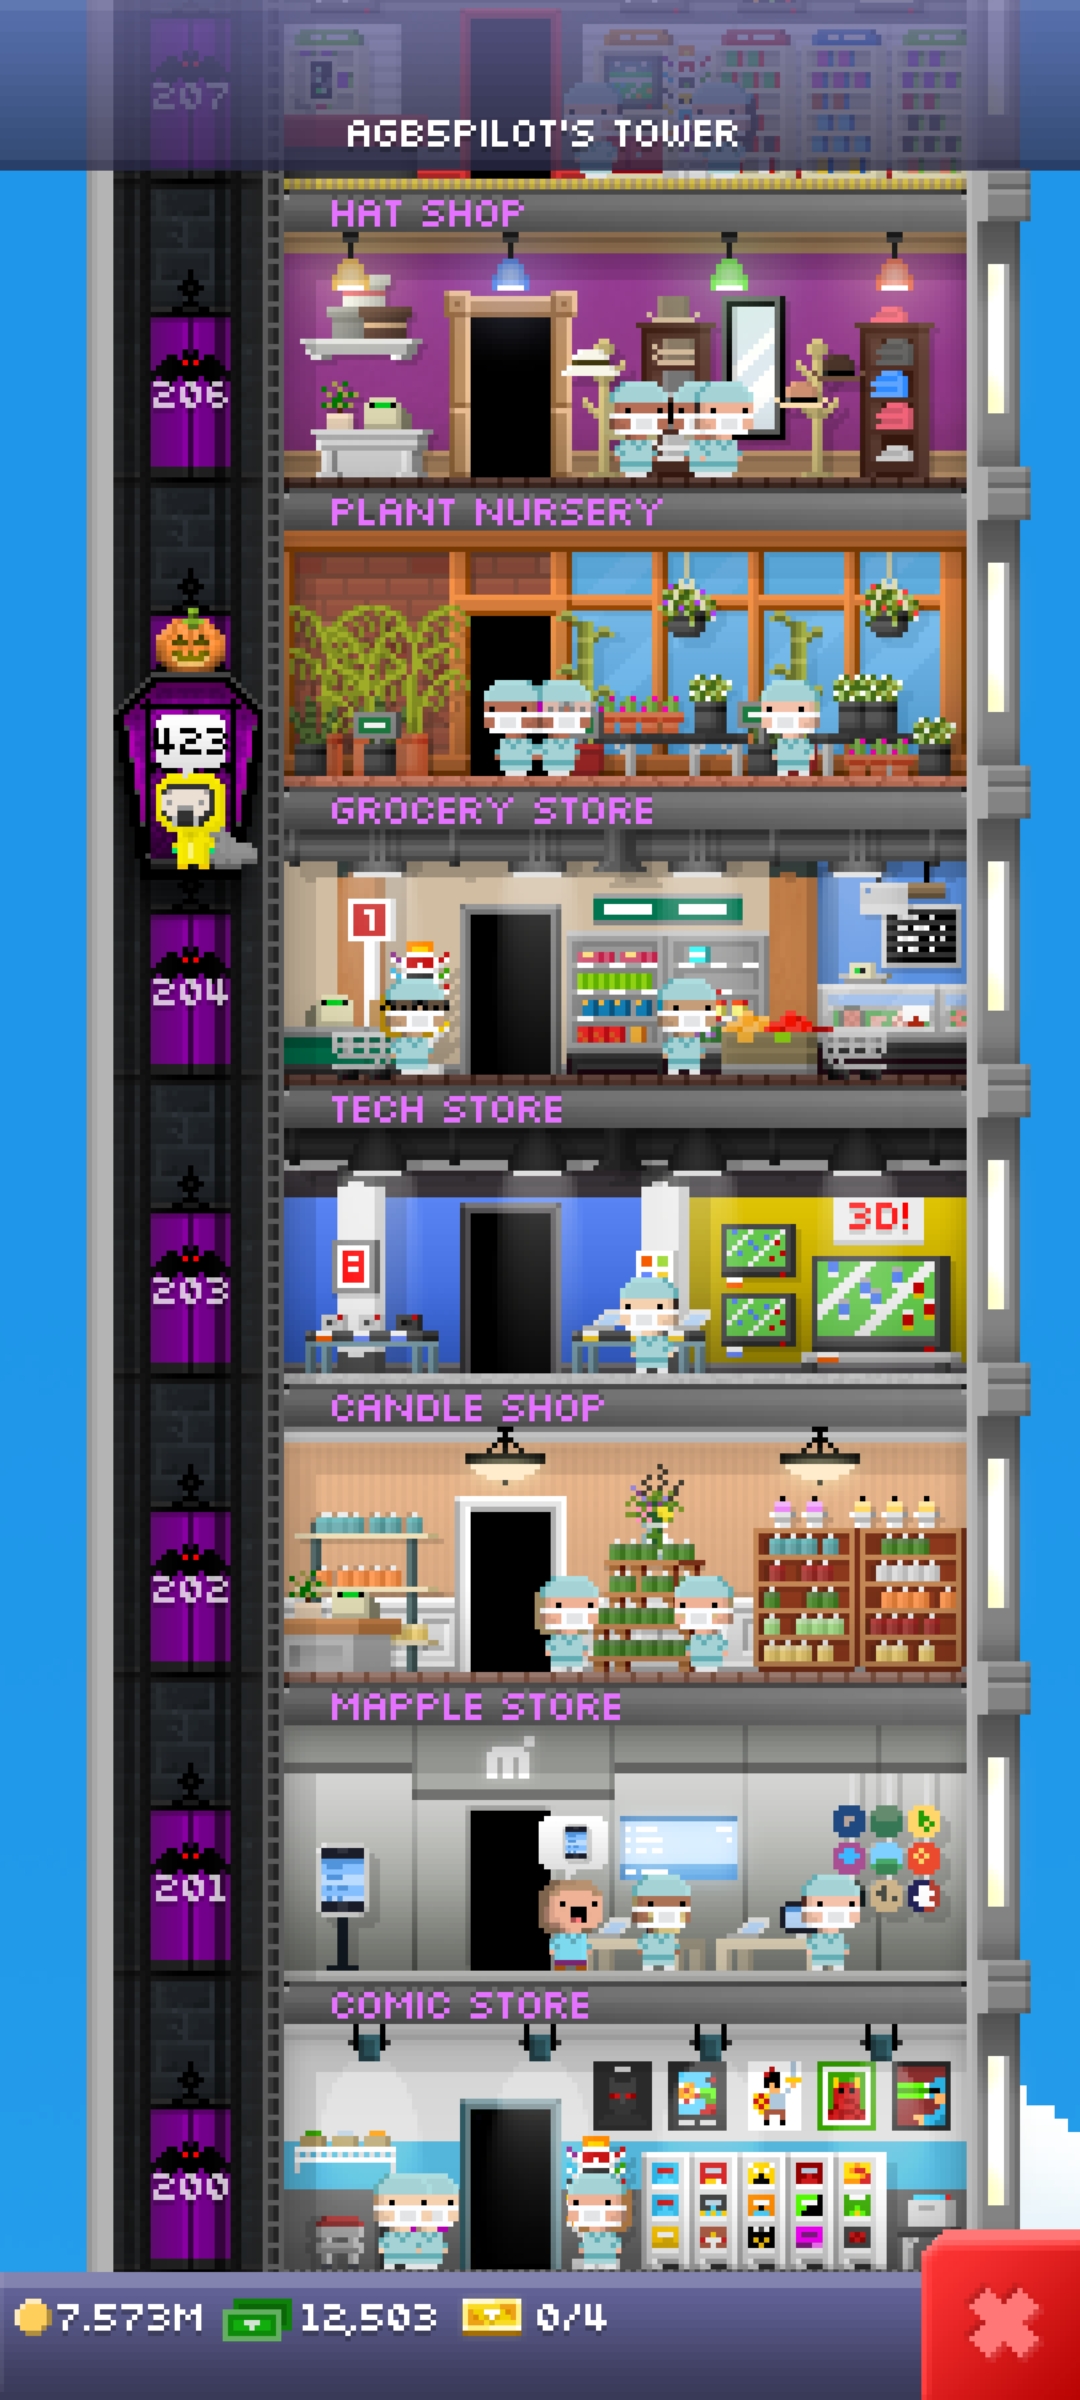 207
AGB5PILOT'S TOWER
HAT SHOP
206
PLANT NURSERY
423
GROCERY STORE
1
204
TECH STORE
3D!
8
203
CANDLE SHOP
202
MAPPLE STORE
m
201
COMIC STORE
200
7.573M 12,503 0/4